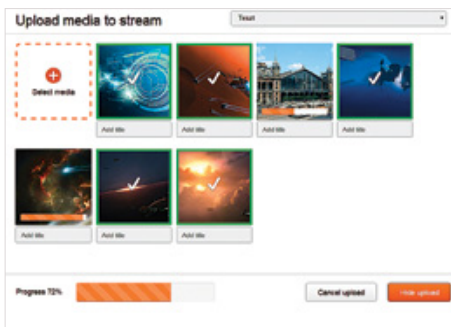 Upload media to stream
Teszt
Select media
Add title
Add title
Add title
Add title
Add title
Add title
Add title
Progress 72%
Cancel upload
Hide upload